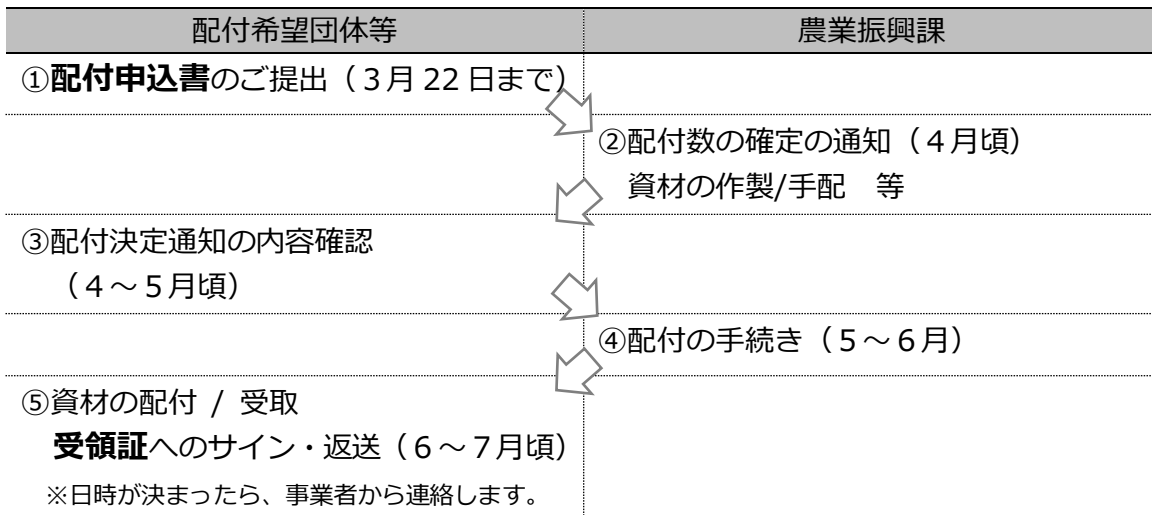 配付希望団体等
農業振興課
①配付申込書のご提出（３月 22 日まで）
②配付数の確定の通知（４月頃）
資材の作製/手配　等
③配付決定通知の内容確認
（４～５月頃）
④配付の手続き（５～６月）
⑤資材の配付 / 受取
受領証へのサイン・返送（６～７月頃）
※日時が決まったら、事業者から連絡します。